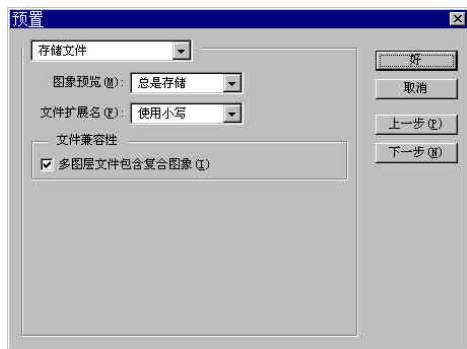 预置
存储文件
好
图象预览(W): 总是存储
取消
文件扩展名(F): 使用小写
上一步(P)
文件兼容性
下一步(N)
多图层文件包含复合图象(I)